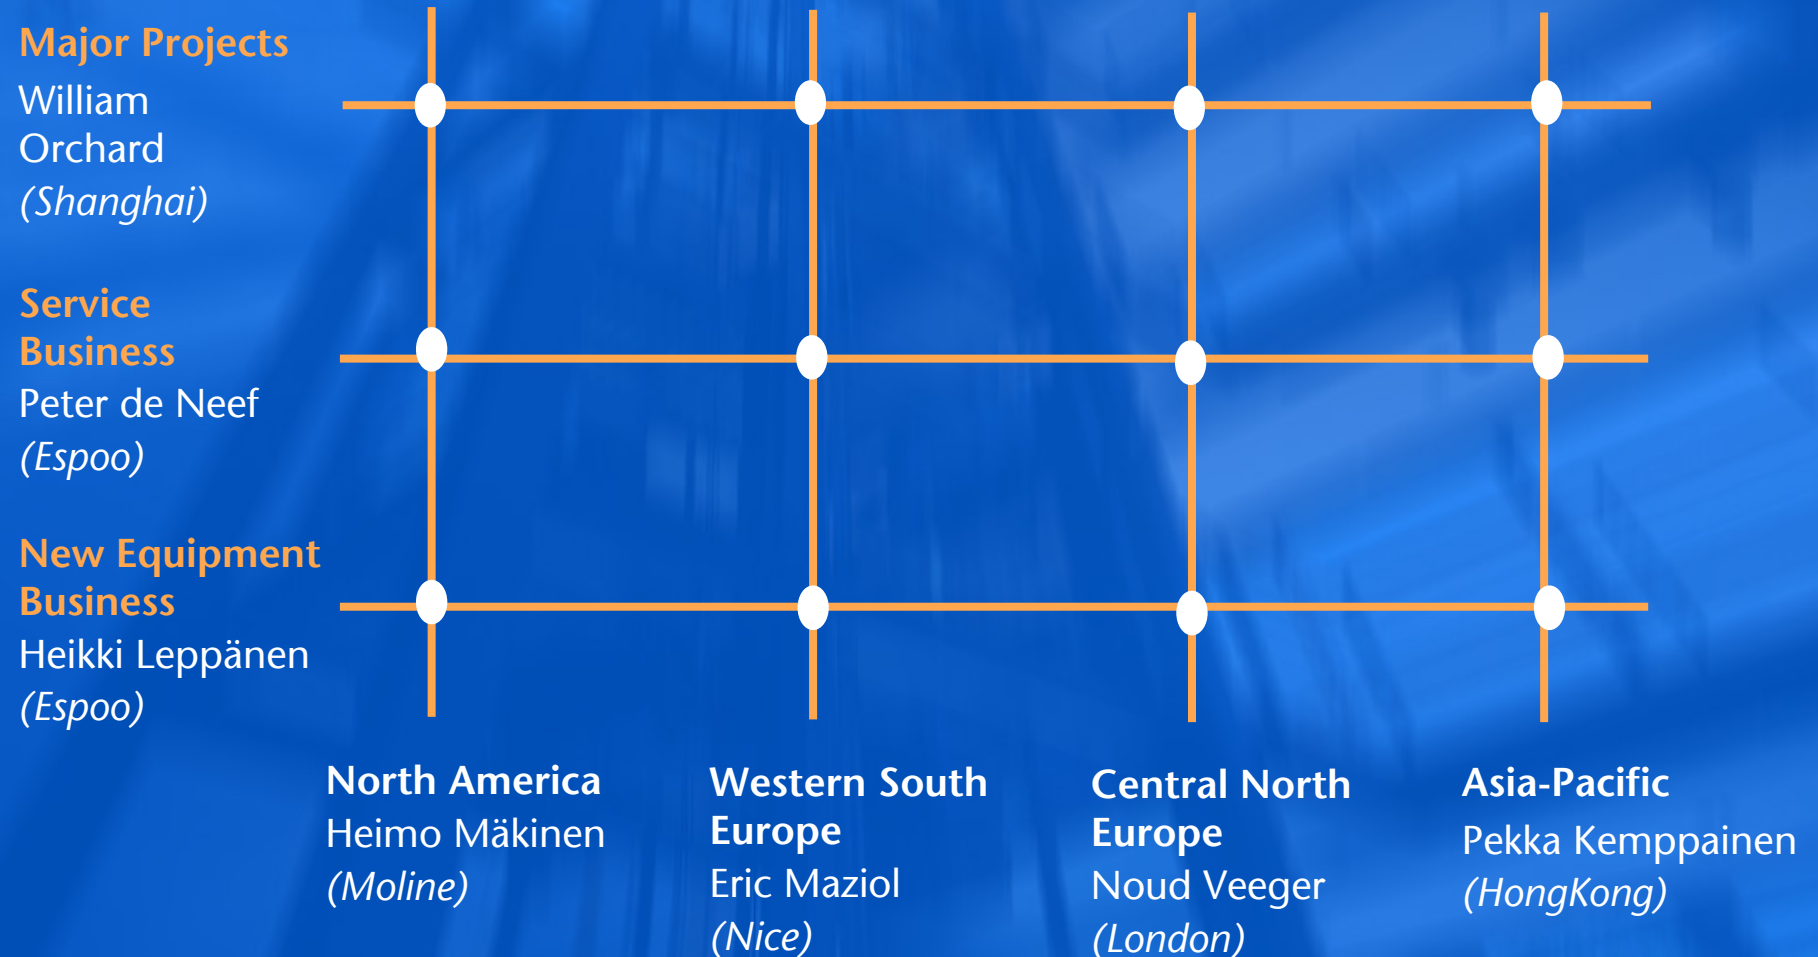 Major Projects
William
Orchard
(Shanghai)
Service
Business
Peter de Neef
(Espoo)
New Equipment
Business
Heikki Leppänen
(Espoo)
North America
Heimo Mäkinen
(Moline)
Western South
Europe
Eric Maziol
(Nice)
Central North
Europe
Noud Veeger
(London)
Asia-Pacific
Pekka Kemppainen
(HongKong)